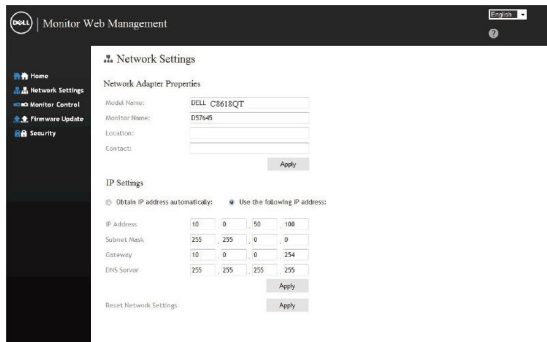 DELL | Monitor Web Management
English
?
Home
Network Settings
Monitor Control
Firmware Update
Security
Network Settings
Network Adapter Properties
Model Name: DELL C8618QT
Monitor Name: D57645
Location:
Contact:
Apply
IP Settings
Obtain IP address automatically: Use the following IP address:
IP Address 10 . 0 . 50 . 100
Subnet Mask 255 . 255 . 0 . 0
Gateway 10 . 0 . 0 . 254
DNS Server 255 . 255 . 255 . 255
Apply
Reset Network Settings Apply